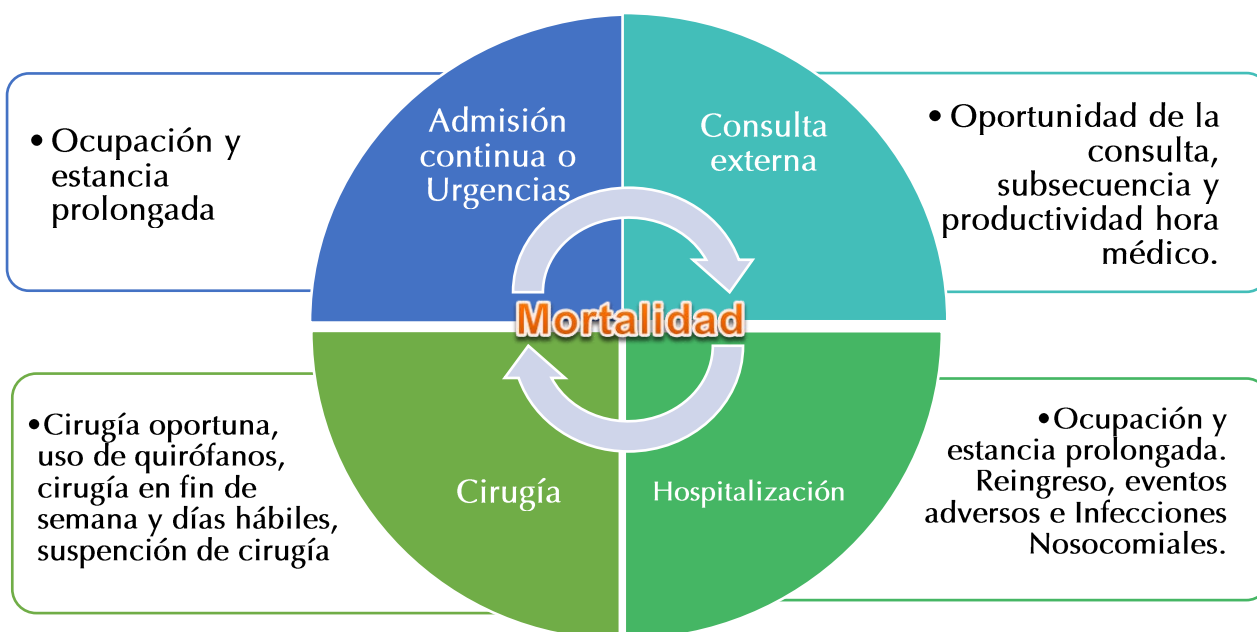 • Ocupación y
estancia
prolongada
Admisión
continua o
Urgencias
Consulta
externa
• Oportunidad de la
consulta,
subsecuencia y
productividad hora
médico.
Mortalidad
•Cirugía oportuna,
uso de quirófanos,
cirugía en fin de
semana y días hábiles,
suspención de cirugía
Cirugía
Hospitalización
•Ocupación y
estancia prolongada.
Reingreso, eventos
adversos e Infecciones
Nosocomiales.